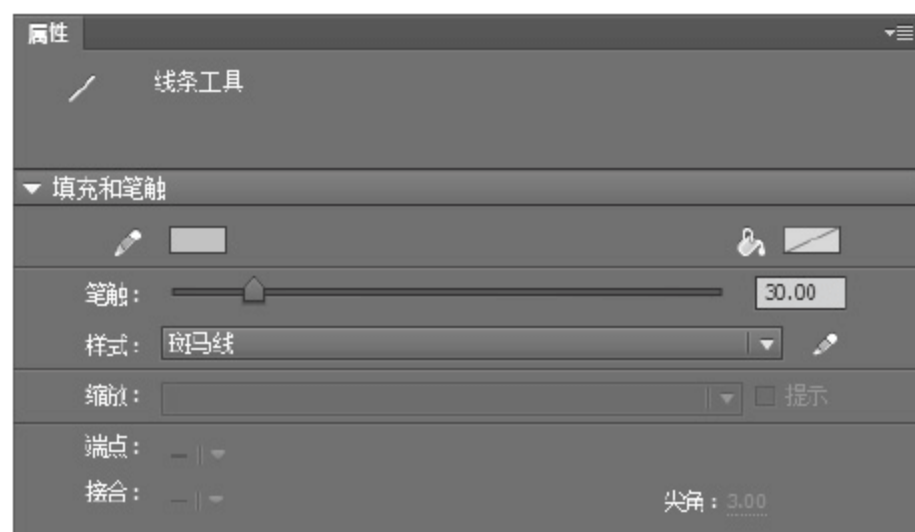 属性
线条工具
填充和笔触
笔触: 30.00
样式: 斑马线
缩放: 提示
端点:
接合: 尖角: 3.00